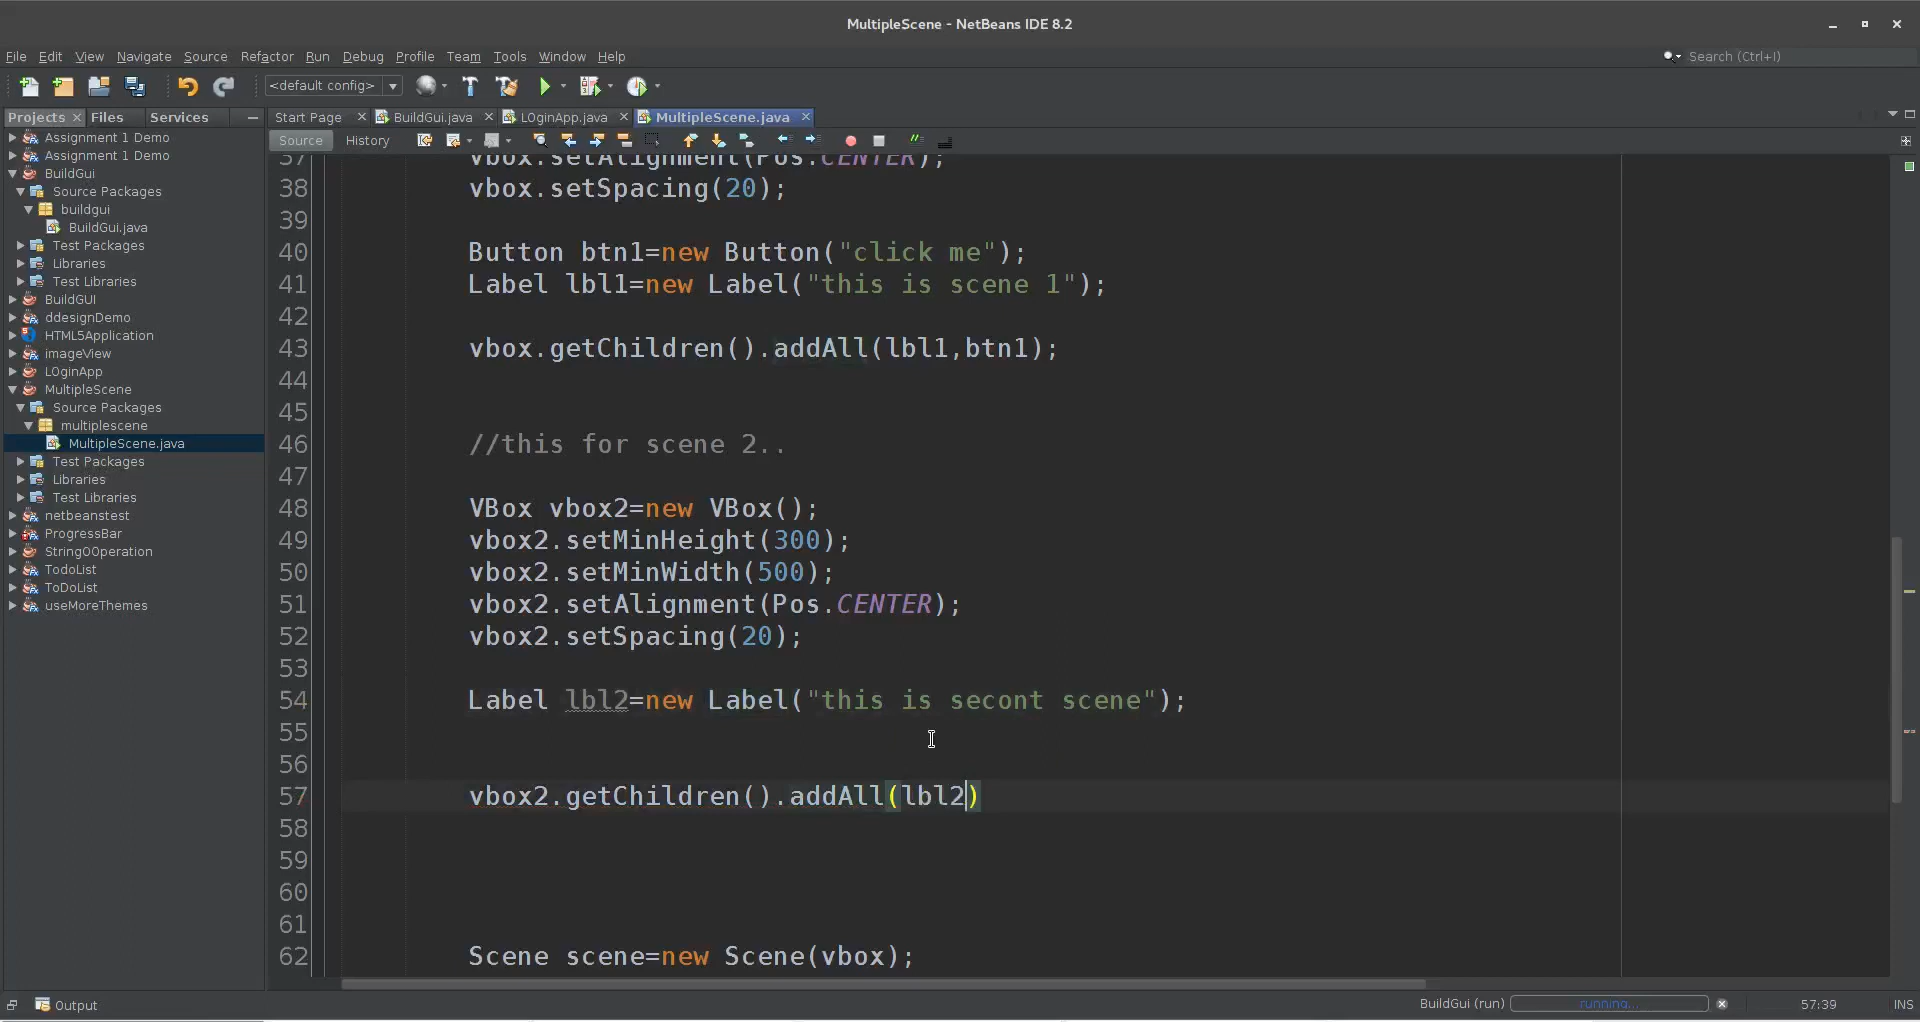 MultipleScene - NetBeans IDE 8.2
File Edit View Navigate Source Refactor Run Debug Profile Team Tools Window Help
Search (Ctrl+I)
<default config>
Projects Files Services
Start Page BuildGui.java LOginApp.java MultipleScene.java
Source History
Assignment 1 Demo
Assignment 1 Demo
BuildGui
Source Packages
buildgui
BuildGui.java
Test Packages
Libraries
Test Libraries
BuildGUI
ddesignDemo
HTML5Application
imageView
LOginApp
MultipleScene
Source Packages
multiplescene
MultipleScene.java
Test Packages
Libraries
Test Libraries
netbeanstest
ProgressBar
StringOOperation
TodoList
ToDoList
useMoreThemes
37 vbox.setAlignment(Pos.CENTER);
38 vbox.setSpacing(20);
39
40 Button btn1=new Button("click me");
41 Label lbl1=new Label("this is scene 1");
42
43 vbox.getChildren().addAll(lbl1,btn1);
44
45
46 //this for scene 2..
47
48 VBox vbox2=new VBox();
49 vbox2.setMinHeight(300);
50 vbox2.setMinWidth(500);
51 vbox2.setAlignment(Pos.CENTER);
52 vbox2.setSpacing(20);
53
54 Label lbl2=new Label("this is secont scene");
55
56
57 vbox2.getChildren().addAll(lbl2)
58
59
60
61
62 Scene scene=new Scene(vbox);
Output
BuildGui (run) running... 57:39 INS